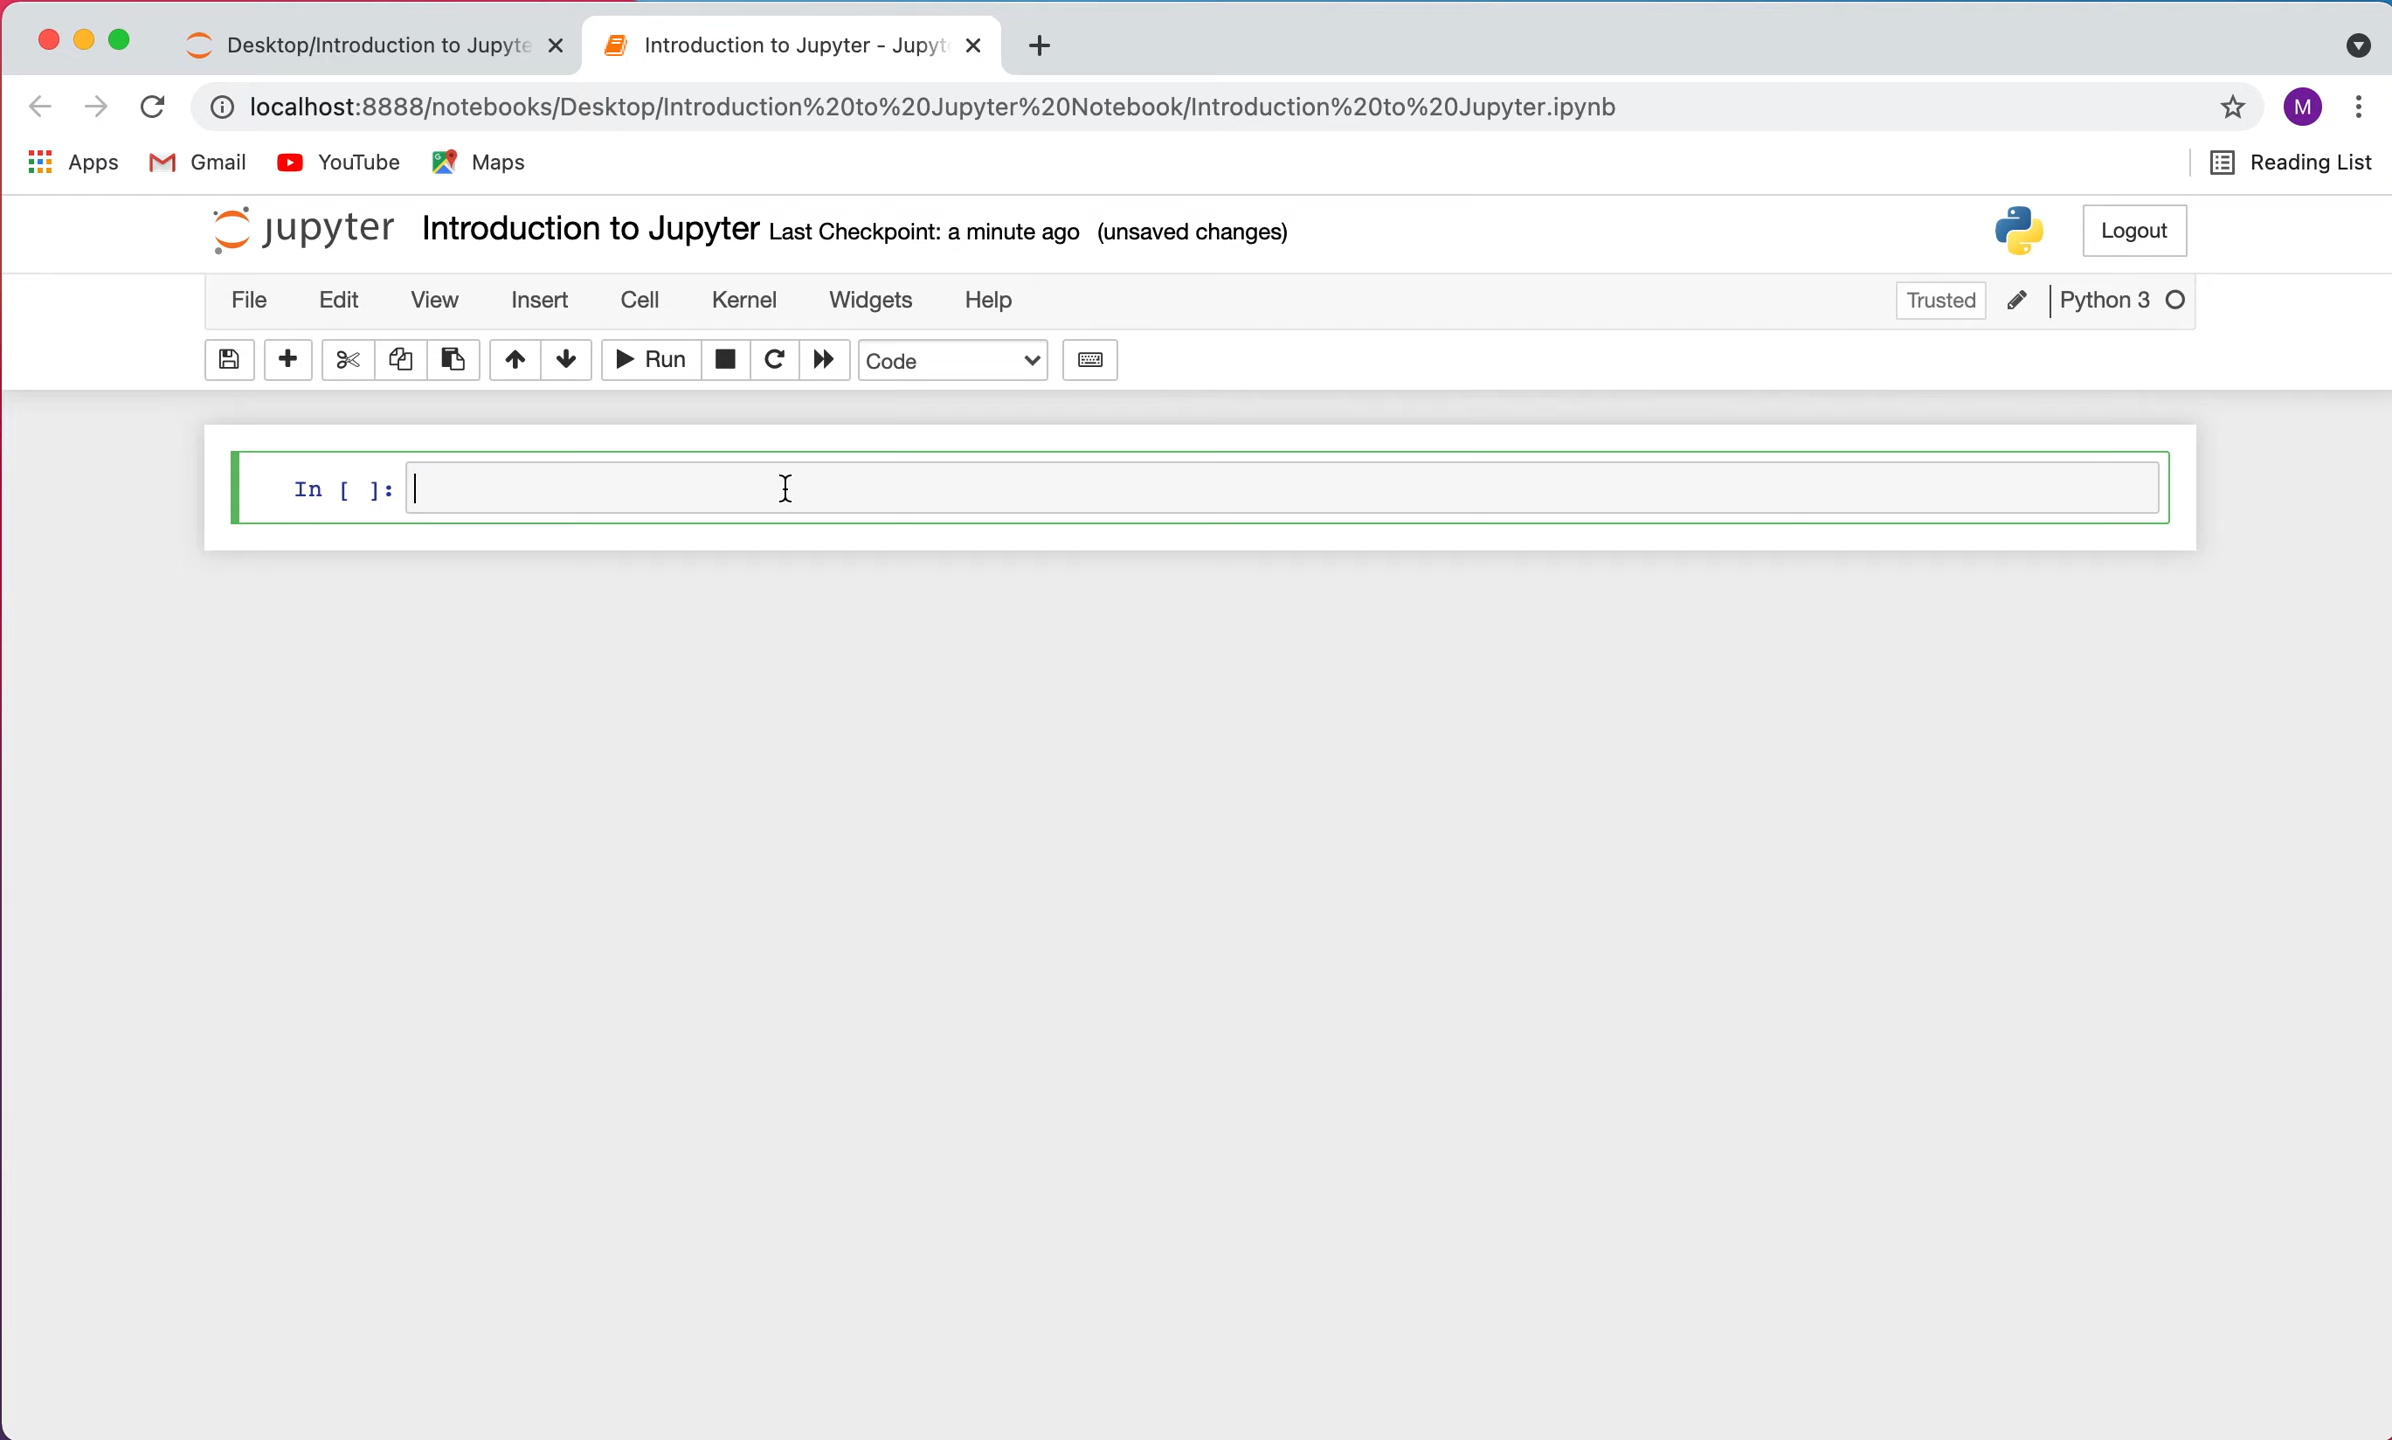 Desktop/Introduction to Jupyte
Introduction to Jupyter - Jupyt
localhost:8888/notebooks/Desktop/Introduction%20to%20Jupyter%20Notebook/Introduction%20to%20Jupyter.ipynb
M
Apps Gmail YouTube Maps Reading List
jupyter Introduction to Jupyter Last Checkpoint: a minute ago (unsaved changes) Logout
File Edit View Insert Cell Kernel Widgets Help Trusted Python 3
Run Code
In [ ]: